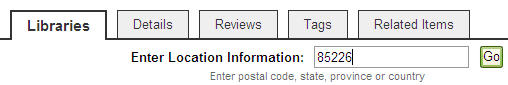 Libraries Details Reviews Tags Related Items
Enter Location Information: 85226 Go
Enter postal code, state, province or country